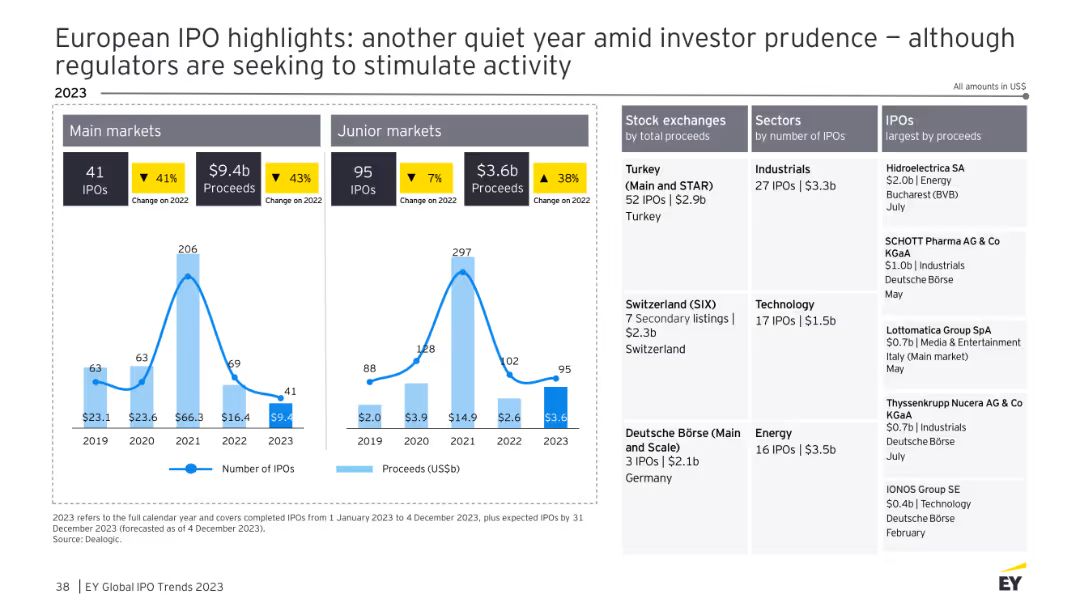 European IPO highlights: another quiet year amid investor prudence – although
regulators are seeking to stimulate activity
2023
All amounts in US$
Main markets
41
IPOs
▼ 41%
Change on 2022
$9.4b
Proceeds
▼ 43%
Change on 2022
206
63
63
69
41
$23.1
$23.6
$66.3
$16.4
$9.4
2019
2020
2021
2022
2023
Junior markets
95
IPOs
▼ 7%
Change on 2022
$3.6b
Proceeds
▲ 38%
Change on 2022
297
88
128
102
95
$2.0
$3.9
$14.9
$2.6
$3.6
2019
2020
2021
2022
2023
Number of IPOs
Proceeds (US$b)
2023 refers to the full calendar year and covers completed IPOs from 1 January 2023 to 4 December 2023, plus expected IPOs by 31
December 2023 (forecasted as of 4 December 2023).
Source: Dealogic.
Stock exchanges
by total proceeds
Turkey
(Main and STAR)
52 IPOs | $2.9b
Turkey
Switzerland (SIX)
7 Secondary listings |
$2.3b
Switzerland
Deutsche Börse (Main
and Scale)
3 IPOs | $2.1b
Germany
Sectors
by number of IPOs
Industrials
27 IPOs | $3.3b
Technology
17 IPOs | $1.5b
Energy
16 IPOs | $3.5b
IPOs
largest by proceeds
Hidroelectrica SA
$2.0b | Energy
Bucharest (BVB)
July
SCHOTT Pharma AG & Co
KGaA
$1.0b | Industrials
Deutsche Börse
May
Lottomatica Group SpA
$0.7b | Media & Entertainment
Italy (Main market)
May
Thyssenkrupp Nucera AG & Co
KGaA
$0.7b | Industrials
Deutsche Börse
July
IONOS Group SE
$0.4b | Technology
Deutsche Börse
February
38 | EY Global IPO Trends 2023
EY